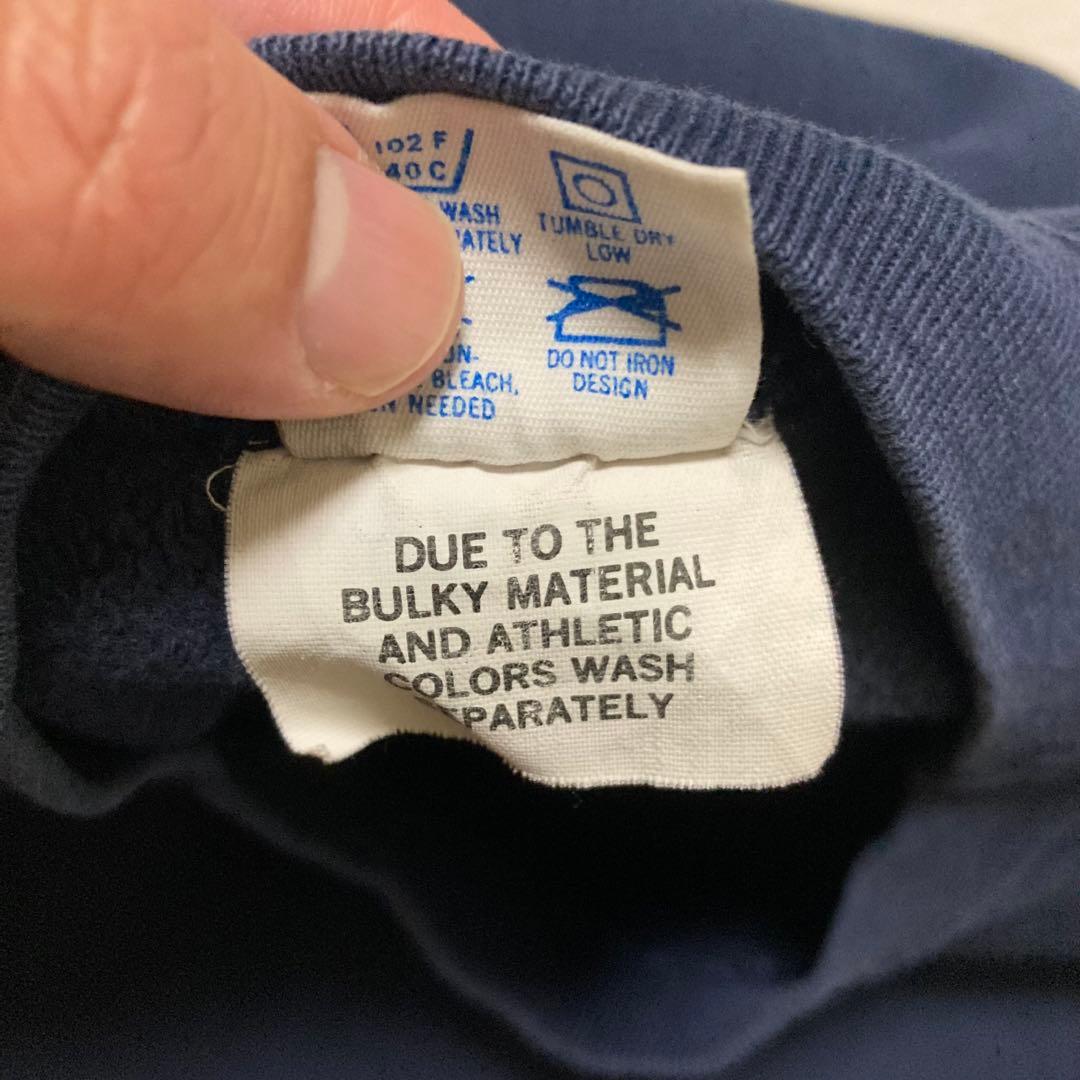 102 F
40 C
WASH
TUMBLE DRY
LOW
DO NOT IRON
DESIGN
BLEACH,
NEEDED
DUE TO THE
BULKY MATERIAL
AND ATHLETIC
COLORS WASH
SEPARATELY